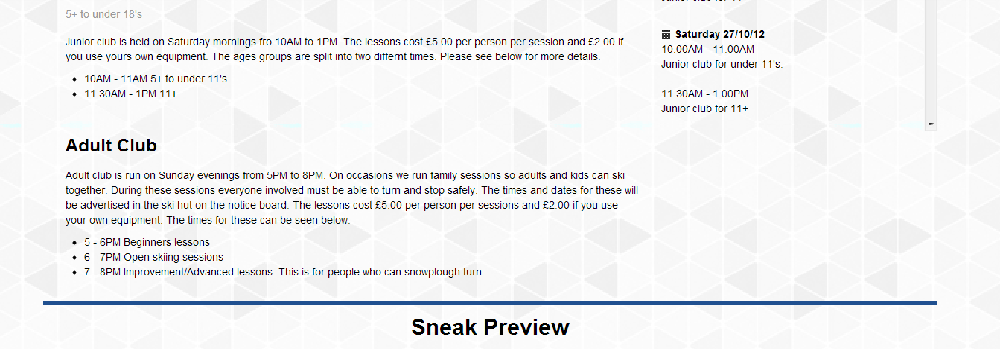 5+ to under 18's
Junior club is held on Saturday mornings fro 10AM to 1PM. The lessons cost £5.00 per person per session and £2.00 if
you use yours own equipment. The ages groups are split into two differnt times. Please see below for more details.
10AM - 11AM 5+ to under 11's
11.30AM - 1PM 11+
Adult Club
Adult club is run on Sunday evenings from 5PM to 8PM. On occasions we run family sessions so adults and kids can ski
together. During these sessions everyone involved must be able to turn and stop safely. The times and dates for these will
be advertised in the ski hut on the notice board. The lessons cost £5.00 per person per sessions and £2.00 if you use
your own equipment. The times for these can be seen below.
5 - 6PM Beginners lessons
6 - 7PM Open skiing sessions
7 - 8PM Improvement/Advanced lessons. This is for people who can snowplough turn.
Saturday 27/10/12
10.00AM - 11.00AM
Junior club for under 11's.
11.30AM - 1.00PM
Junior club for 11+
Sneak Preview